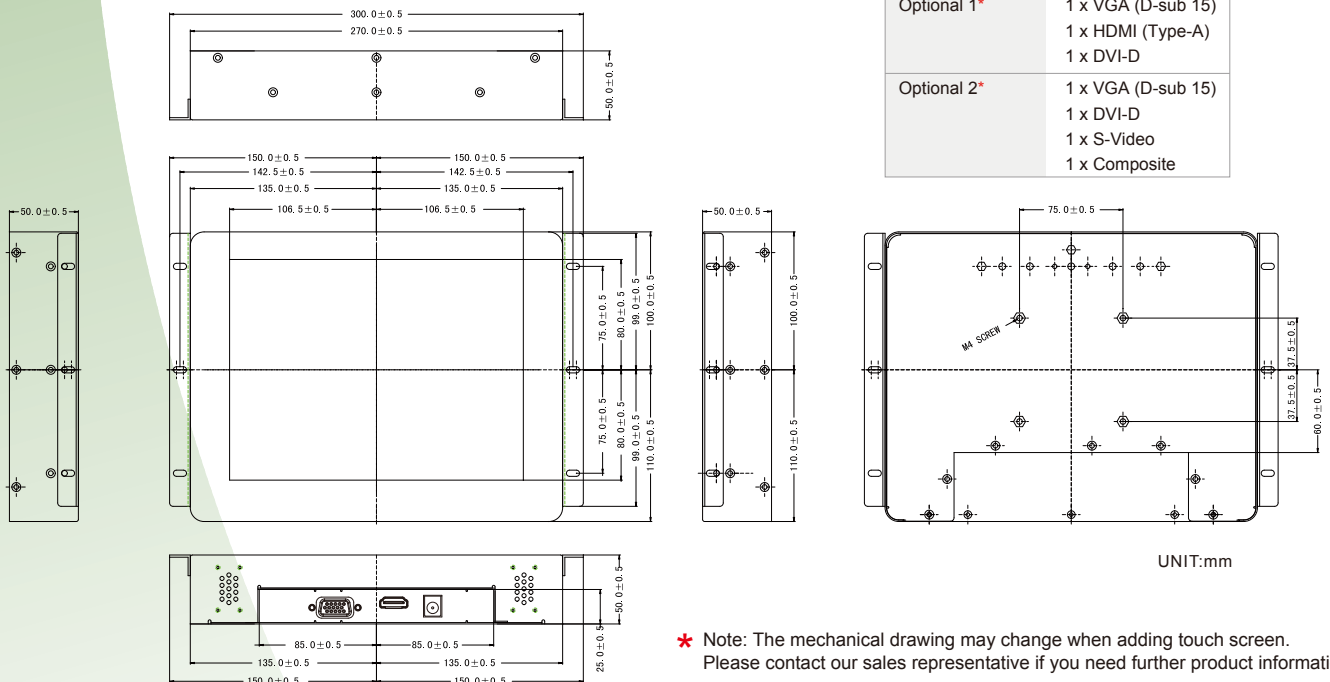 300.0±0.5
270.0±0.5
50.0±0.5
Optional 1* 1 x VGA (D-sub 15)
1 x HDMI (Type-A)
1 x DVI-D
Optional 2* 1 x VGA (D-sub 15)
1 x DVI-D
1 x S-Video
1 x Composite
150.0±0.5 150.0±0.5
142.5±0.5 142.5±0.5
135.0±0.5 135.0±0.5
106.5±0.5 106.5±0.5
50.0±0.5
75.0±0.5
80.0±0.5
99.0±0.5
100.0±0.5
75.0±0.5
80.0±0.5
99.0±0.5
110.0±0.5
50.0±0.5
100.0±0.5
110.0±0.5
75.0±0.5
M4 SCREW
37.5±0.5
37.5±0.5
60.0±0.5
UNIT:mm
50.0±0.5
25.0±0.5
85.0±0.5 85.0±0.5
135.0±0.5 135.0±0.5
150.0±0.5 150.0±0.5
* Note: The mechanical drawing may change when adding touch screen.
Please contact our sales representative if you need further product informati